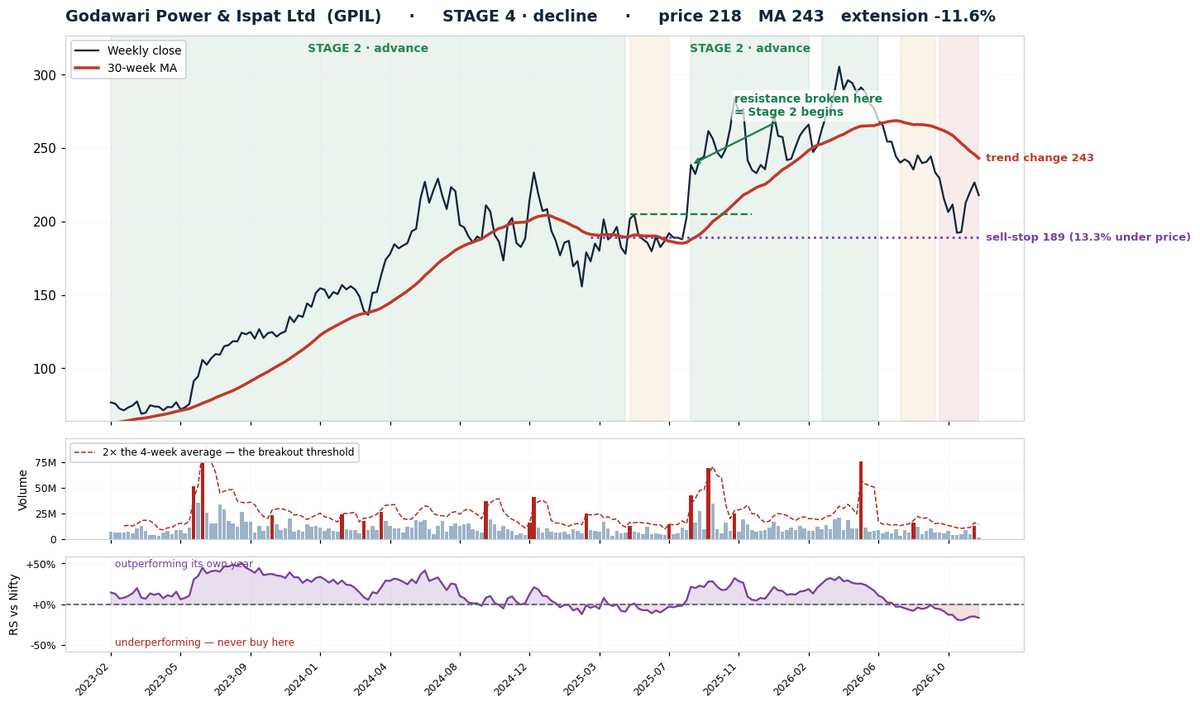 Godawari Power & Ispat Ltd (GPIL) · STAGE 4 · decline · price 218 MA 243 extension -11.6%
Weekly close
30-week MA
STAGE 2 · advance
STAGE 2 · advance
resistance broken here
= Stage 2 begins
trend change 243
sell-stop 189 (13.3% under price)
300
250
200
150
100
2× the 4-week average — the breakout threshold
Volume
75M
50M
25M
0
outperforming its own year
underperforming — never buy here
RS vs Nifty
+50%
+0%
-50%
2023-02
2023-05
2023-09
2024-01
2024-04
2024-08
2024-12
2025-03
2025-07
2025-11
2026-02
2026-06
2026-10